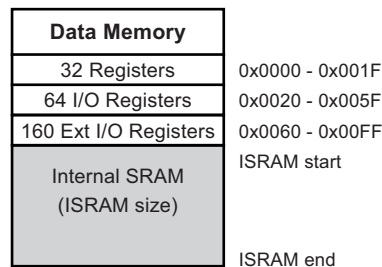 Data Memory
32 Registers 0x0000 - 0x001F
64 I/O Registers 0x0020 - 0x005F
160 Ext I/O Registers 0x0060 - 0x00FF
ISRAM start
Internal SRAM
(ISRAM size)
ISRAM end